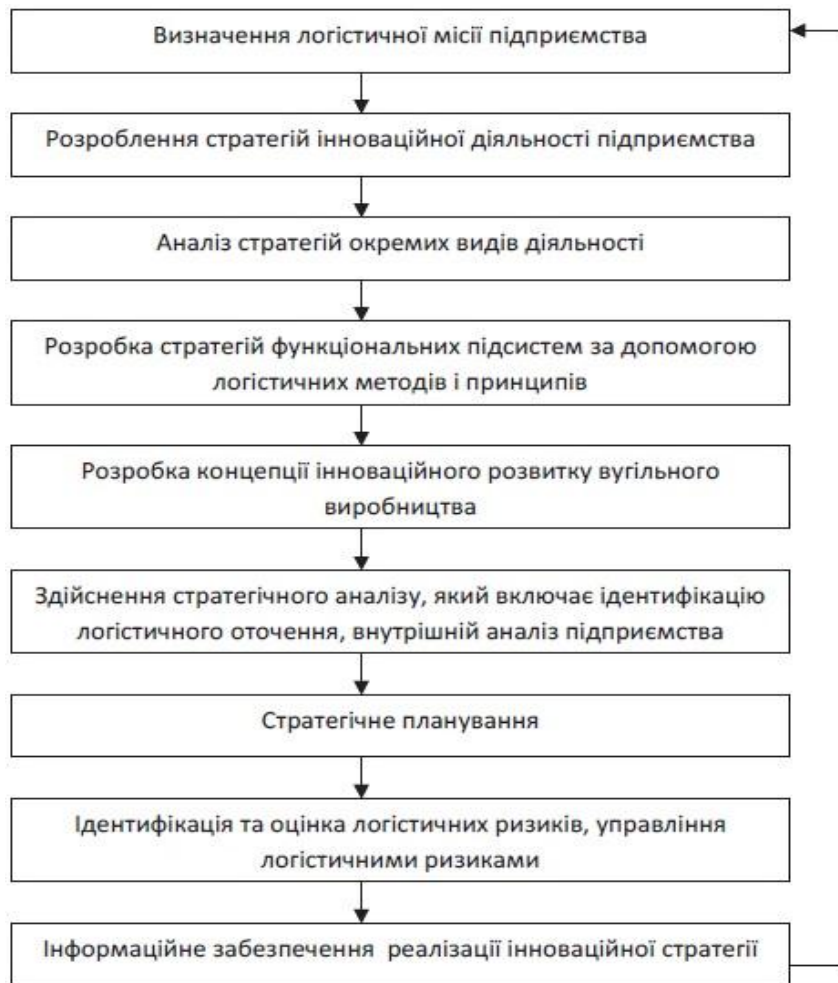 Визначення логістичної місії підприємства
Розроблення стратегій інноваційної діяльності підприємства
Аналіз стратегій окремих видів діяльності
Розробка стратегій функціональних підсистем за допомогою
логістичних методів і принципів
Розробка концепції інноваційного розвитку вугільного
виробництва
Здійснення стратегічного аналізу, який включає ідентифікацію
логістичного оточення, внутрішній аналіз підприємства
Стратегічне планування
Ідентифікація та оцінка логістичних ризиків, управління
логістичними ризиками
Інформаційне забезпечення реалізації інноваційної стратегії